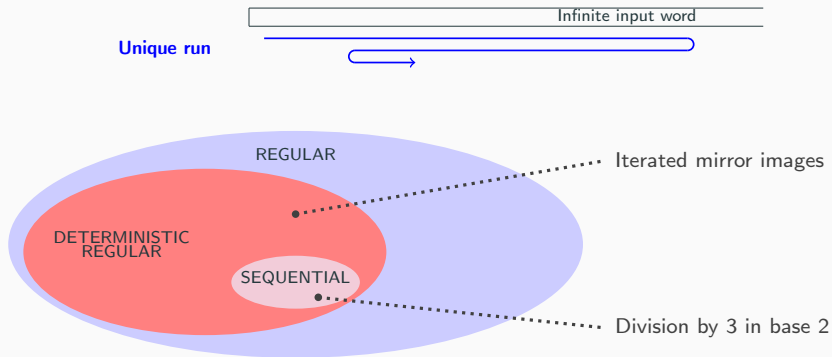 Infinite input word
Unique run
REGULAR
Iterated mirror images
DETERMINISTIC
REGULAR
SEQUENTIAL
Division by 3 in base 2